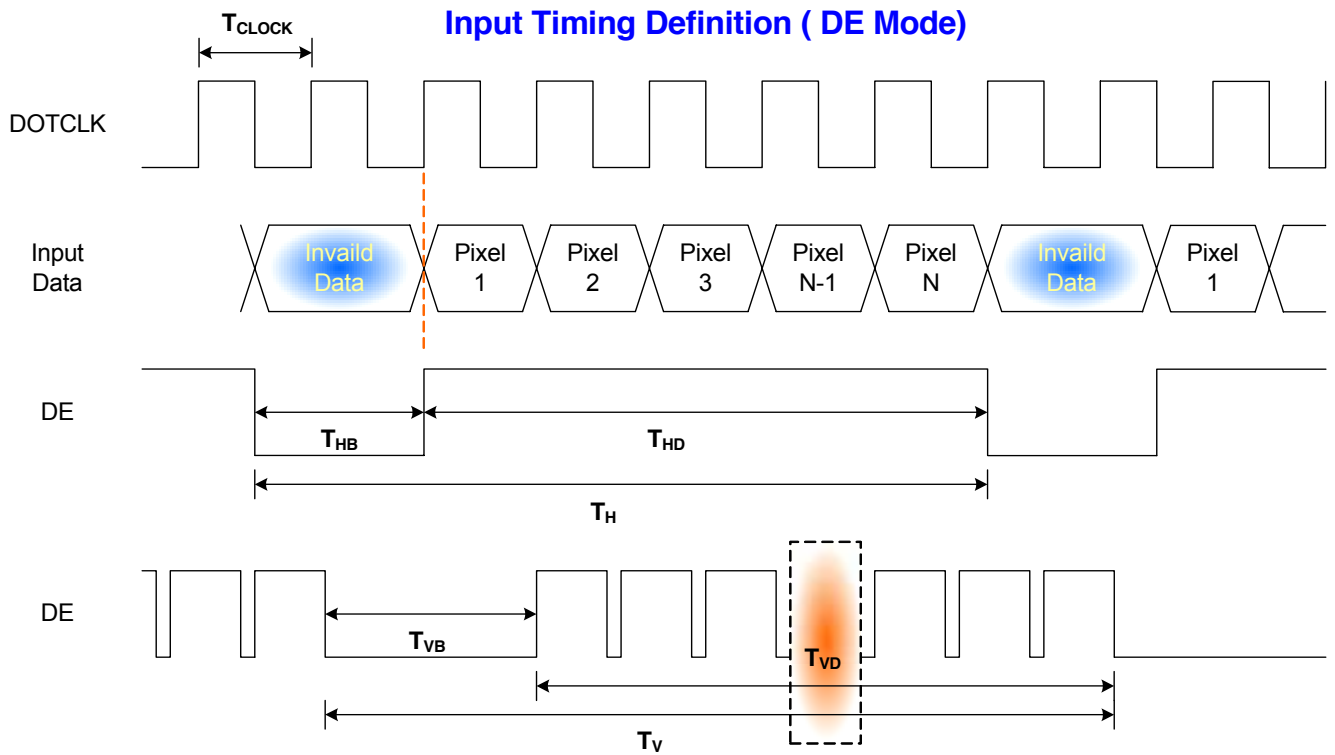 Input Timing Definition ( DE Mode)
TCLOCK
DOTCLK
Input
Data
Invaild
Data
Pixel
1
Pixel
2
Pixel
3
Pixel
N-1
Pixel
N
Invaild
Data
Pixel
1
DE
THB
THD
TH
DE
TVB
TVD
TV